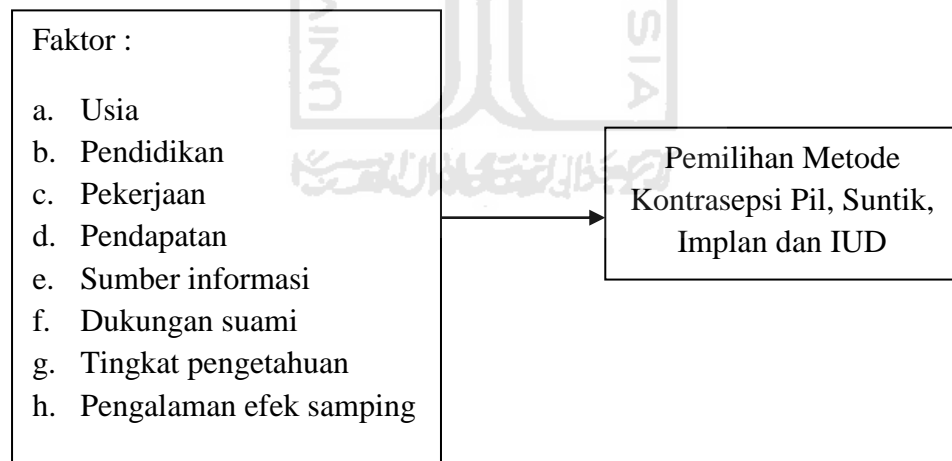 Faktor :
a. Usia
b. Pendidikan
c. Pekerjaan
d. Pendapatan
e. Sumber informasi
f. Dukungan suami
g. Tingkat pengetahuan
h. Pengalaman efek samping
Pemilihan Metode
Kontrasepsi Pil, Suntik,
Implan dan IUD